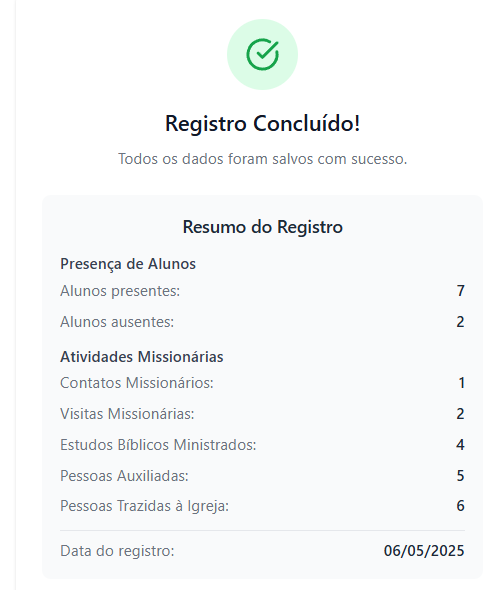 Registro Concluído!
Todos os dados foram salvos com sucesso.
Resumo do Registro
Presença de Alunos
Alunos presentes: 7
Alunos ausentes: 2
Atividades Missionárias
Contatos Missionários: 1
Visitas Missionárias: 2
Estudos Bíblicos Ministrados: 4
Pessoas Auxiliadas: 5
Pessoas Trazidas à Igreja: 6
Data do registro: 06/05/2025